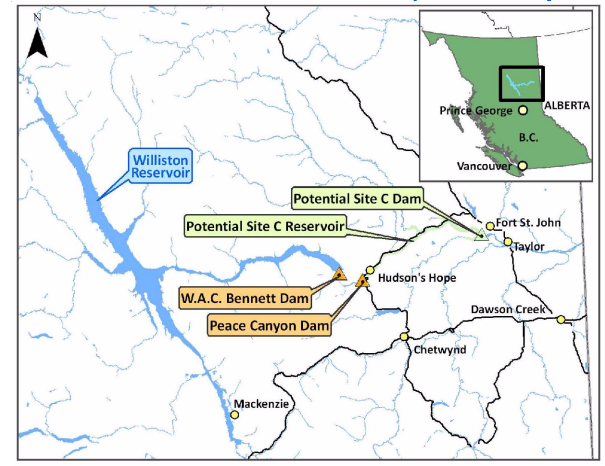 N
ALBERTA
Prince George
B.C.
Vancouver
Williston
Reservoir
Potential Site C Dam
Potential Site C Reservoir
Fort St. John
Taylor
Hudson's Hope
W.A.C. Bennett Dam
Peace Canyon Dam
Dawson Creek
Chetwynd
Mackenzie